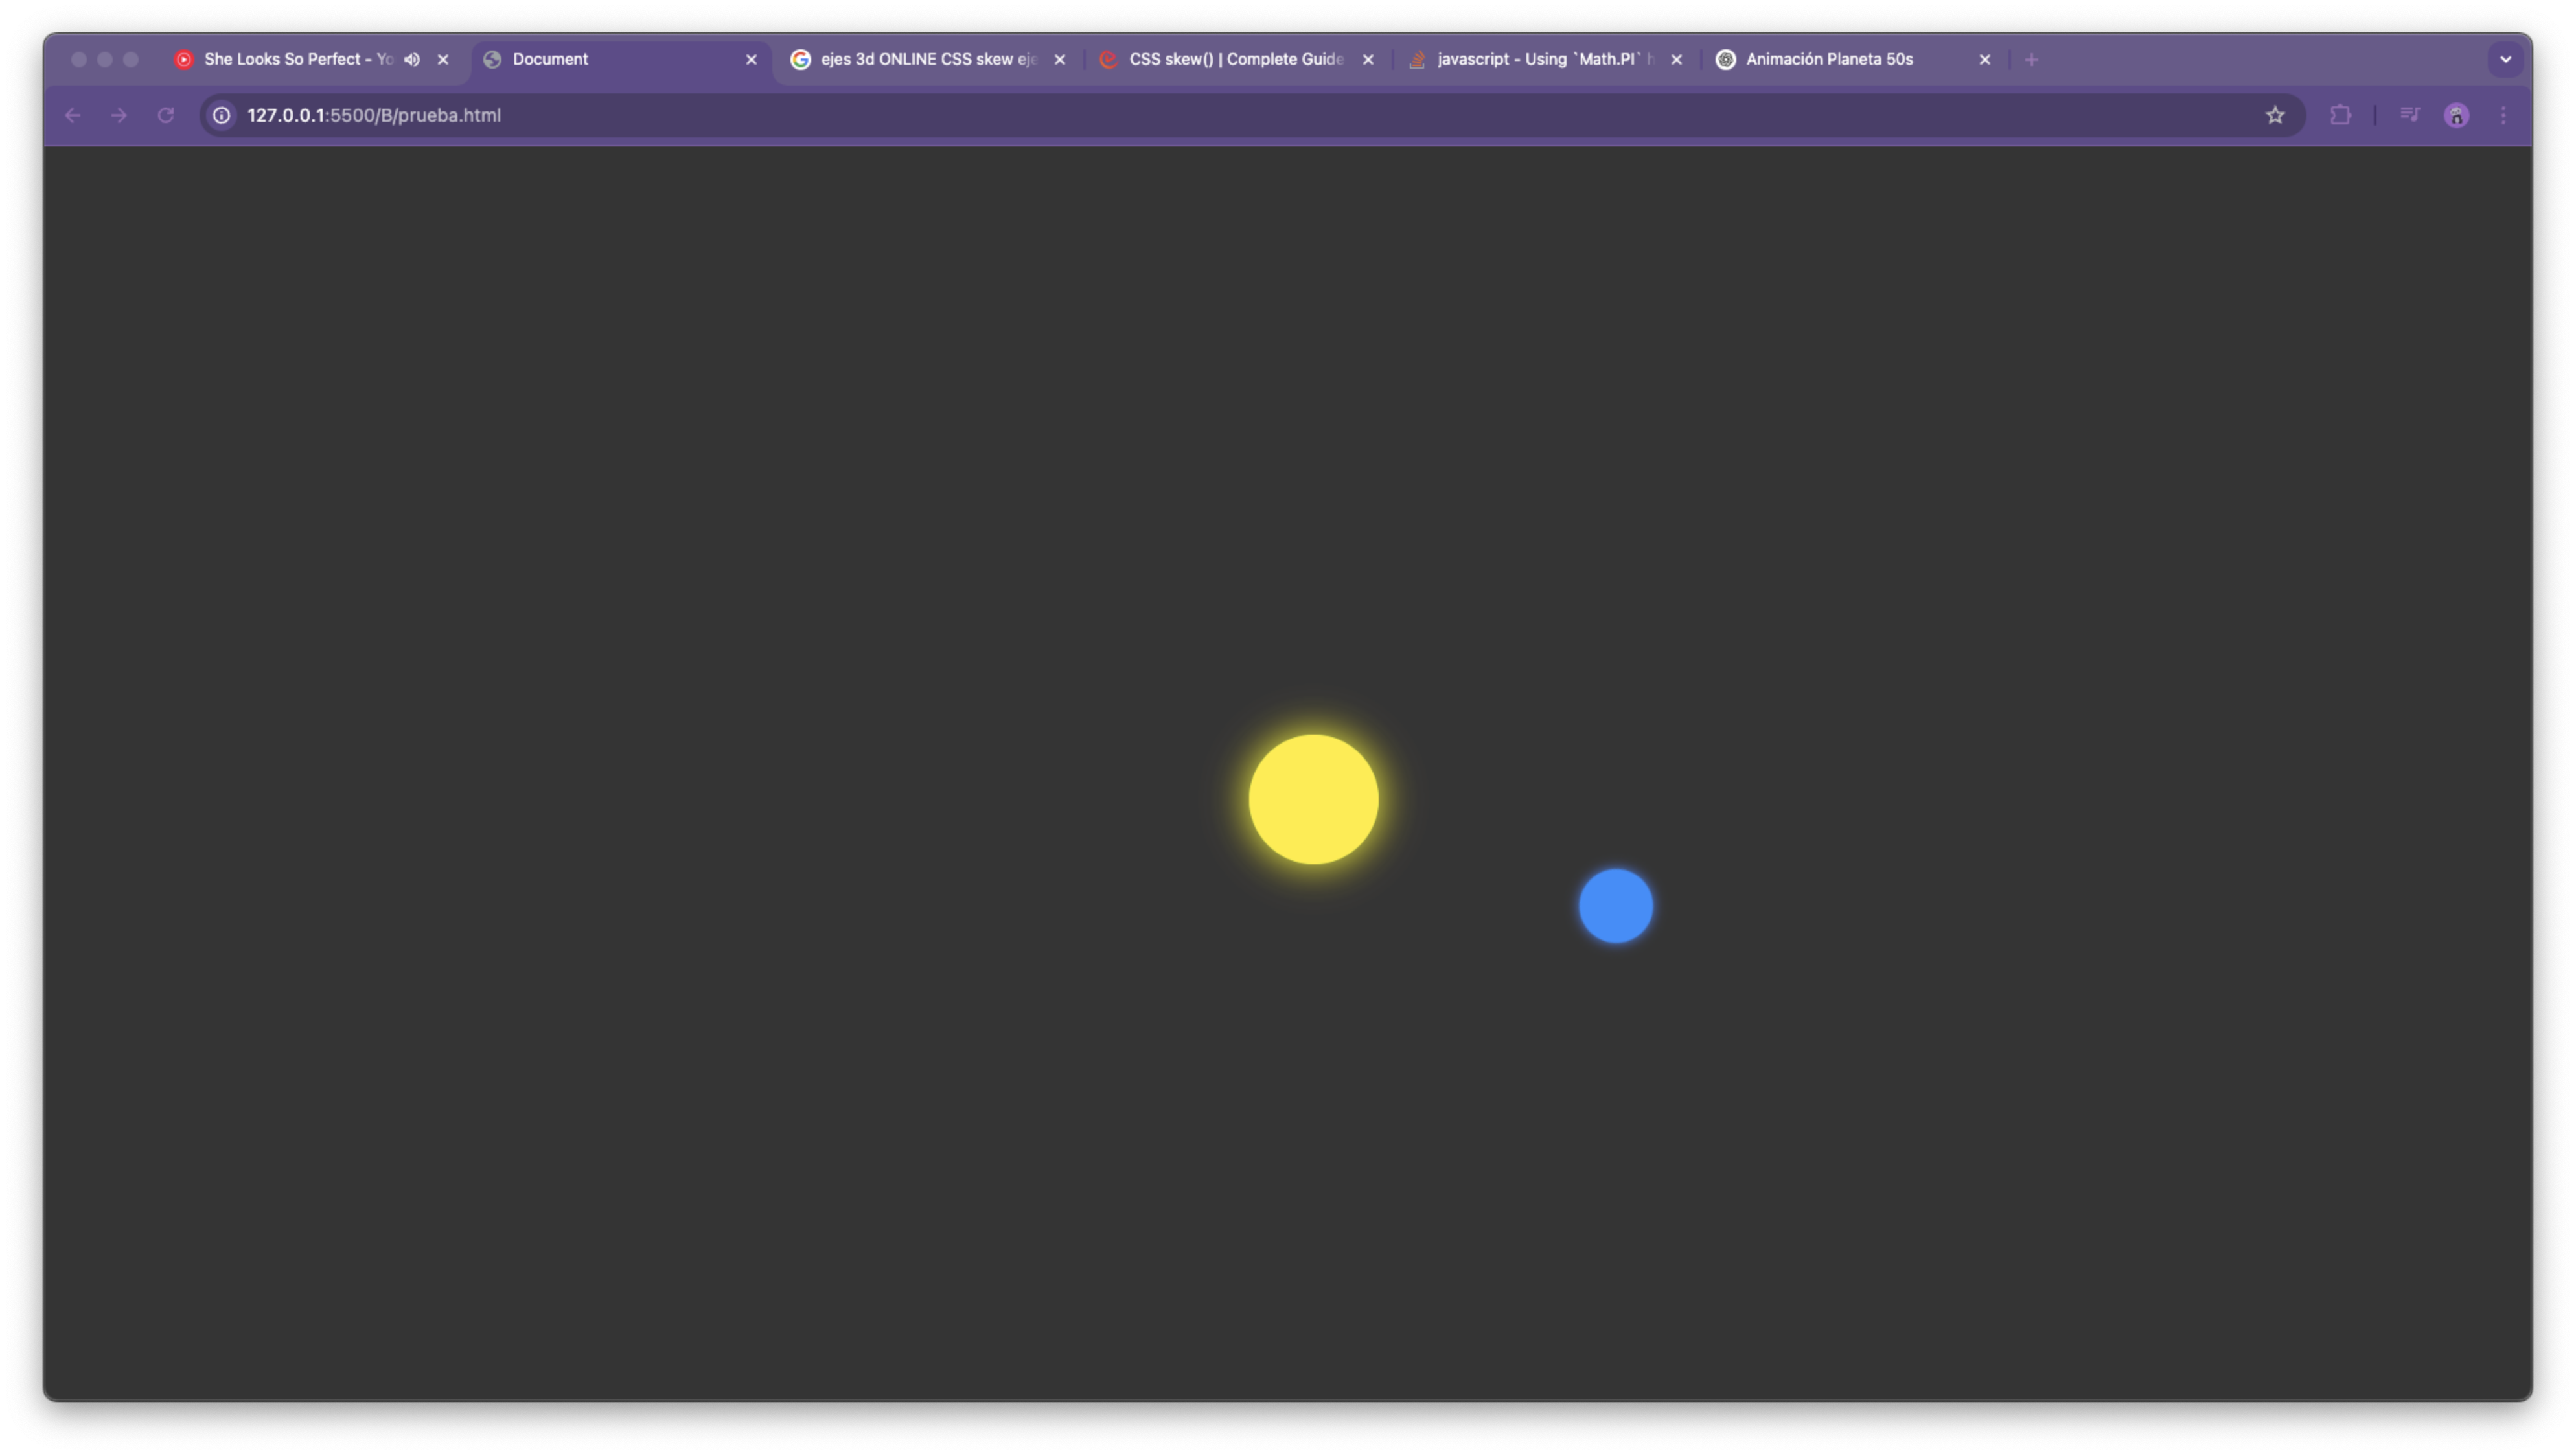 She Looks So Perfect - Yo
Document
ejes 3d ONLINE CSS skew eje
CSS skew() | Complete Guide
javascript - Using `Math.PI` h
Animación Planeta 50s
127.0.0.1:5500/B/prueba.html